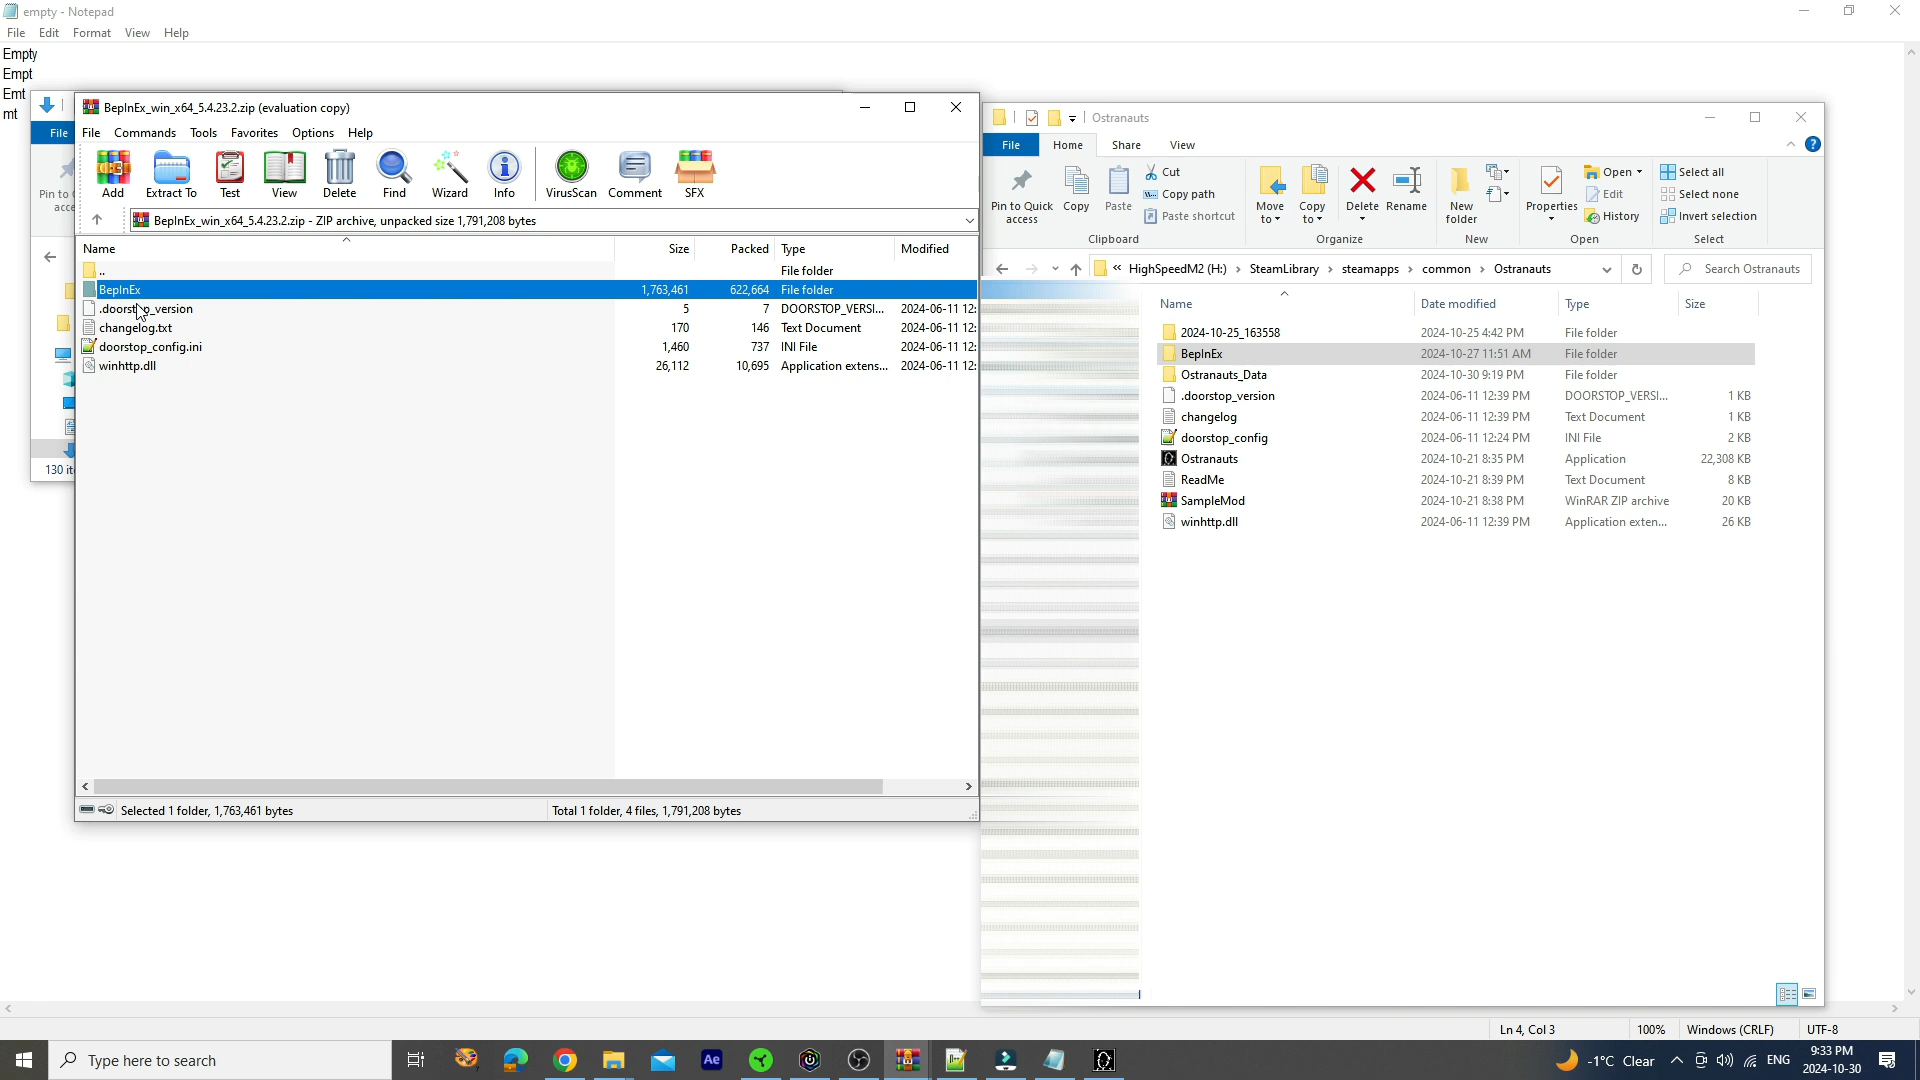 empty - Notepad
File Edit Format View Help
Empty
Empt
Emt
mt
File
Pin to
acce
130 ite
BepInEx_win_x64_5.4.23.2.zip (evaluation copy)
File Commands Tools Favorites Options Help
Add Extract To Test View Delete Find Wizard Info VirusScan Comment SFX
BepInEx_win_x64_5.4.23.2.zip - ZIP archive, unpacked size 1,791,208 bytes
Name Size Packed Type Modified
.. File folder
BepInEx 1,763,461 622,664 File folder
.doorstop_version 5 7 DOORSTOP_VERSI... 2024-06-11 12:
changelog.txt 170 146 Text Document 2024-06-11 12:
doorstop_config.ini 1,460 737 INI File 2024-06-11 12:
winhttp.dll 26,112 10,695 Application extens... 2024-06-11 12:
Selected 1 folder, 1,763,461 bytes Total 1 folder, 4 files, 1,791,208 bytes
Ostranauts
File Home Share View
Pin to Quick access Copy Paste Cut Copy path Paste shortcut
Clipboard
Move to Copy to Delete Rename
Organize
New folder
New
Properties Open Edit History
Open
Select all Select none Invert selection
Select
« HighSpeedM2 (H:) › SteamLibrary › steamapps › common › Ostranauts Search Ostranauts
Name Date modified Type Size
2024-10-25_163558 2024-10-25 4:42 PM File folder
BepInEx 2024-10-27 11:51 AM File folder
Ostranauts_Data 2024-10-30 9:19 PM File folder
.doorstop_version 2024-06-11 12:39 PM DOORSTOP_VERSI... 1 KB
changelog 2024-06-11 12:39 PM Text Document 1 KB
doorstop_config 2024-06-11 12:24 PM INI File 2 KB
Ostranauts 2024-10-21 8:35 PM Application 22,308 KB
ReadMe 2024-10-21 8:39 PM Text Document 8 KB
SampleMod 2024-10-21 8:38 PM WinRAR ZIP archive 20 KB
winhttp.dll 2024-06-11 12:39 PM Application exten... 26 KB
Ln 4, Col 3 100% Windows (CRLF) UTF-8
Type here to search Ae -1°C Clear ENG 9:33 PM
2024-10-30